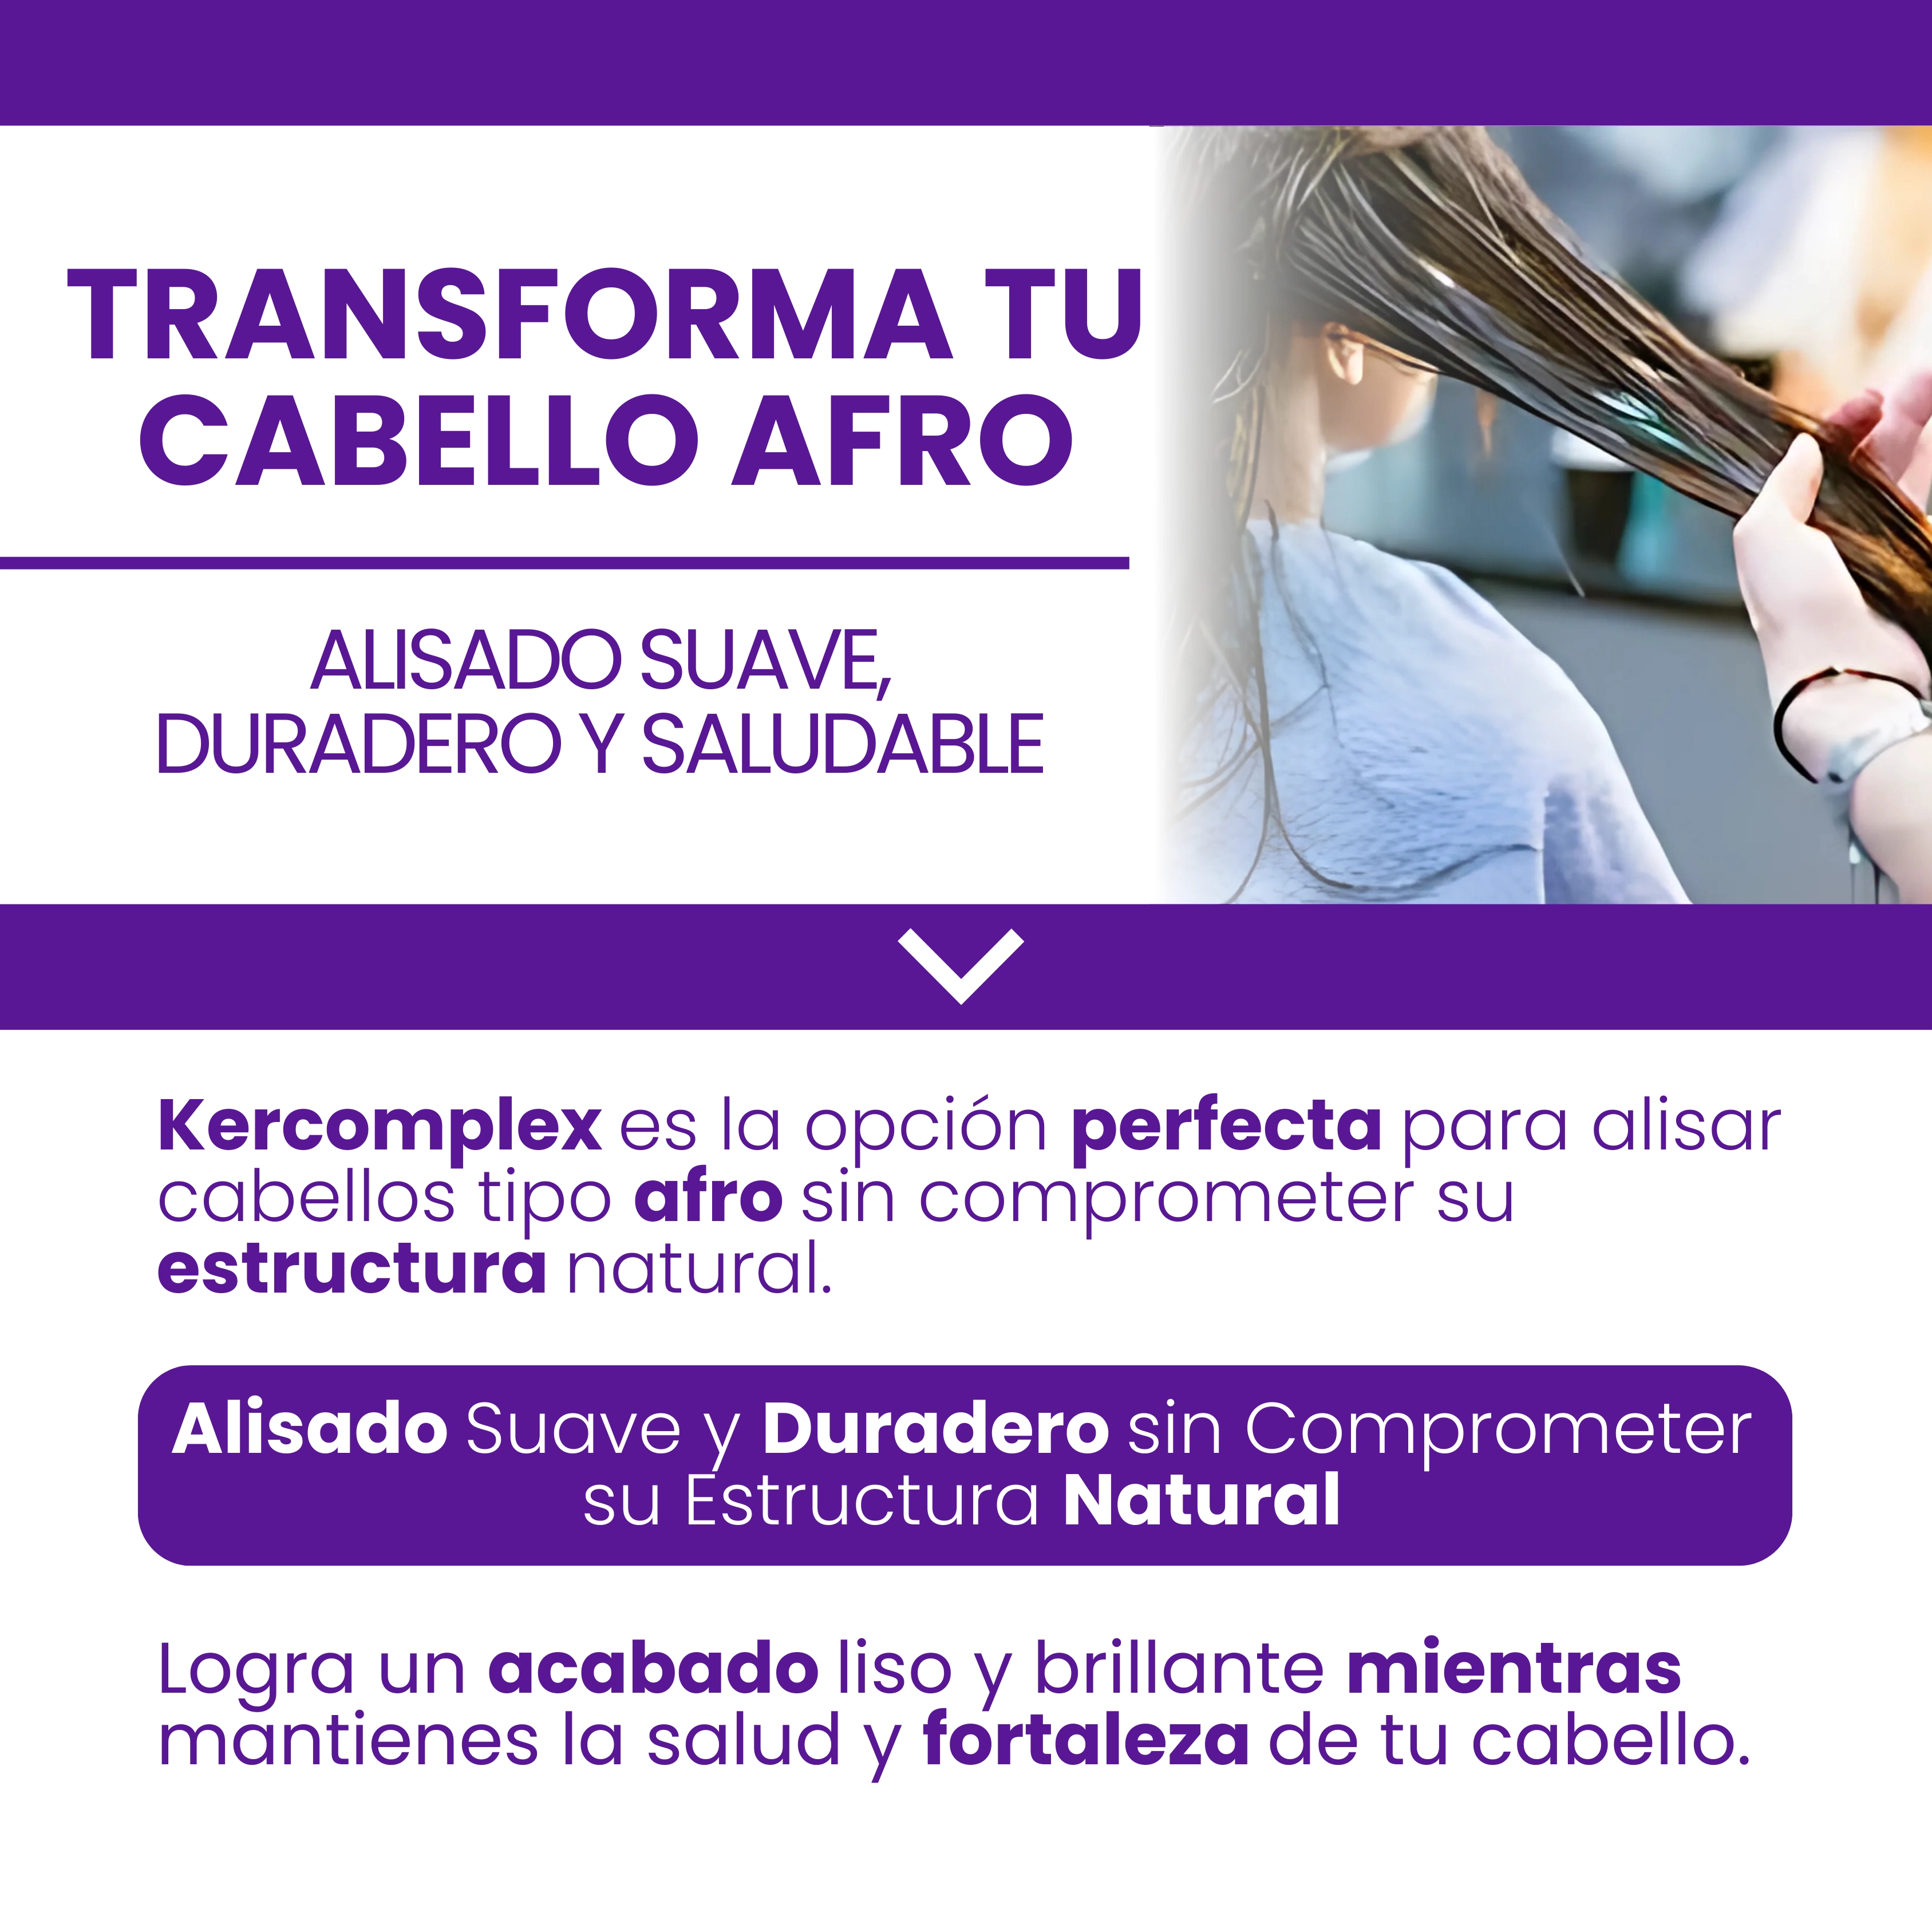 TRANSFORMA TU
CABELLO AFRO
ALISADO SUAVE,
DURADERO Y SALUDABLE
Kercomplex es la opción perfecta para alisar
cabellos tipo afro sin comprometer su
estructura natural.
Alisado Suave y Duradero sin Comprometer
su Estructura Natural
Logra un acabado liso y brillante mientras
mantienes la salud y fortaleza de tu cabello.